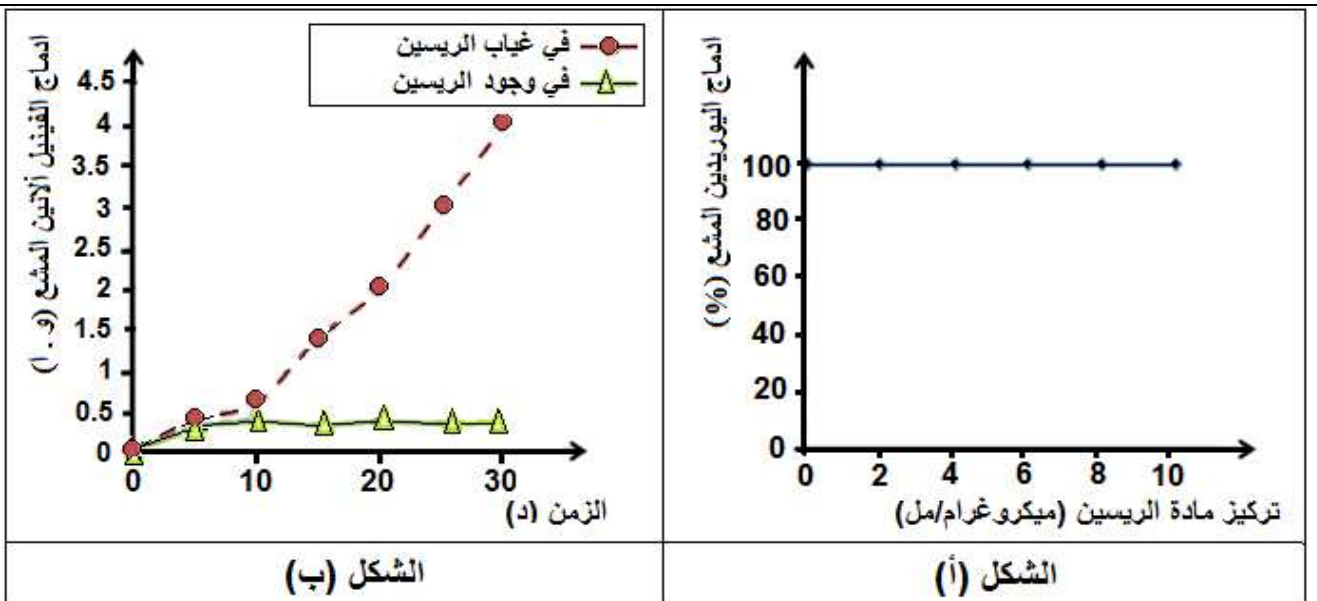 ادماج اليوريدين المشع (%)
100
80
60
40
20
0
0 2 4 6 8 10
تركيز مادة الريسين (ميكروغرام/مل)
الشكل (أ)
في غياب الريسين
في وجود الريسين
ادماج الفينيل ألانين المشع (و . ا)
4.5
4
3.5
3
2.5
2
1.5
1
0.5
0
0 10 20 30
الزمن (د)
الشكل (ب)